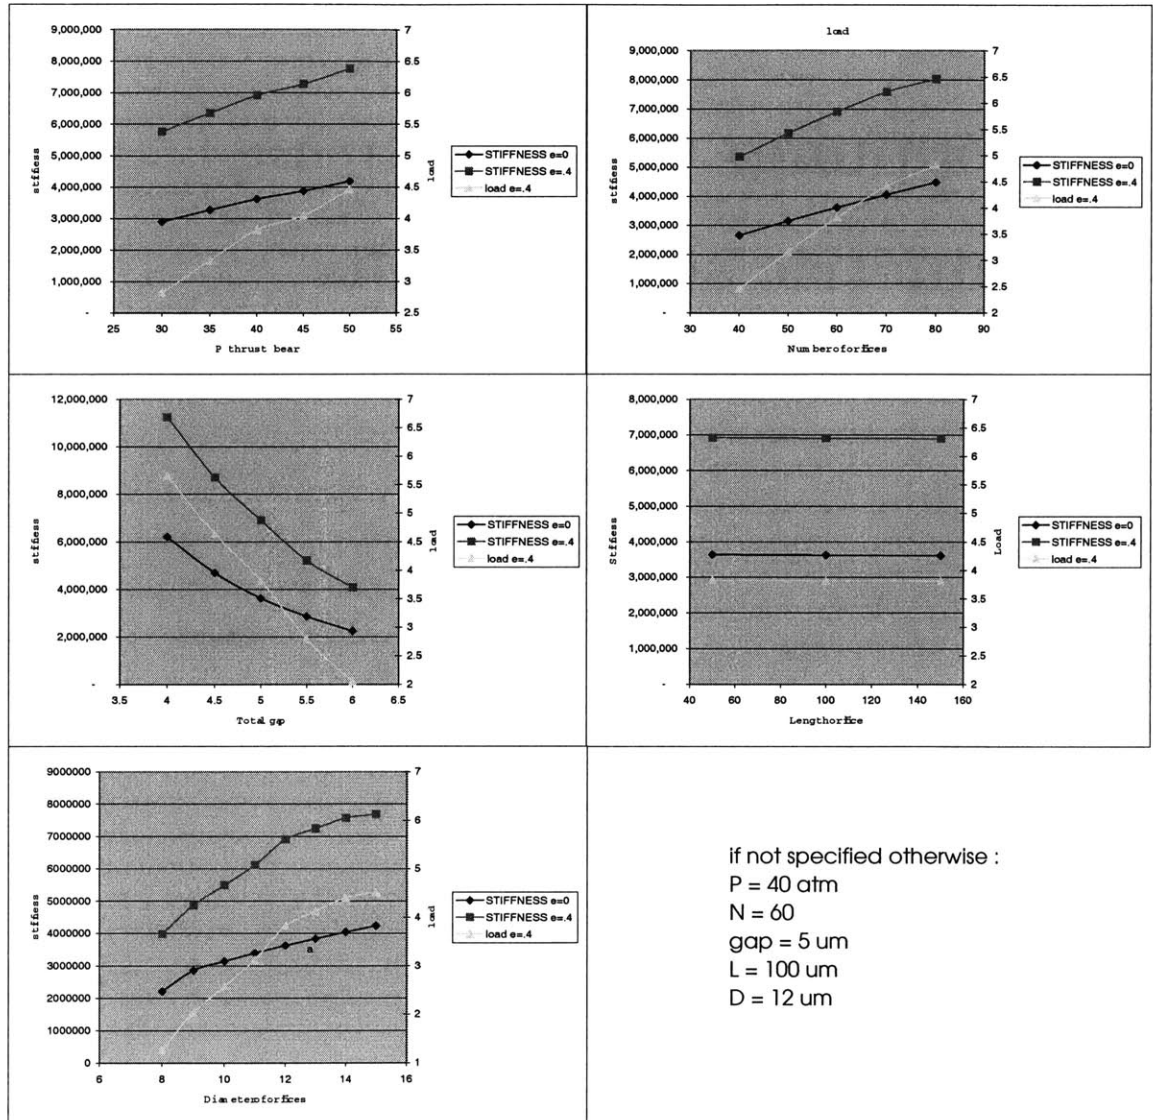 9,000,000
8,000,000
7,000,000
6,000,000
5,000,000
4,000,000
3,000,000
2,000,000
1,000,000
-
stiffness
7
6.5
6
5.5
5
4.5
4
3.5
3
2.5
load
25 30 35 40 45 50 55
P thrust bear
STIFFNESS e=0
STIFFNESS e=.4
load e=.4
load
9,000,000
8,000,000
7,000,000
6,000,000
5,000,000
4,000,000
3,000,000
2,000,000
1,000,000
-
stiffness
7
6.5
6
5.5
5
4.5
4
3.5
3
2.5
2
30 40 50 60 70 80 90
Number of orifices
STIFFNESS e=0
STIFFNESS e=.4
load e=.4
12,000,000
10,000,000
8,000,000
6,000,000
4,000,000
2,000,000
-
stiffness
7
6.5
6
5.5
5
4.5
4
3.5
3
2.5
2
load
3.5 4 4.5 5 5.5 6 6.5
Total gap
STIFFNESS e=0
STIFFNESS e=.4
load e=.4
8,000,000
7,000,000
6,000,000
5,000,000
4,000,000
3,000,000
2,000,000
1,000,000
-
Stiffness
7
6.5
6
5.5
5
4.5
4
3.5
3
2.5
2
Load
40 60 80 100 120 140 160
Length orifice
STIFFNESS e=0
STIFFNESS e=.4
load e=.4
9000000
8000000
7000000
6000000
5000000
4000000
3000000
2000000
1000000
0
stiffness
a
7
6
5
4
3
2
1
load
6 8 10 12 14 16
Diameter of orifices
STIFFNESS e=0
STIFFNESS e=.4
load e=.4
if not specified otherwise :
P = 40 atm
N = 60
gap = 5 um
L = 100 um
D = 12 um